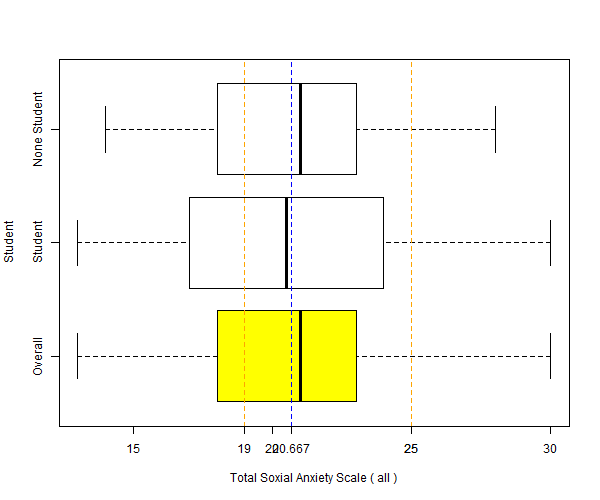 None Student
Student
Student
Overall
15
19
20
20.667
25
30
Total Soxial Anxiety Scale ( all )